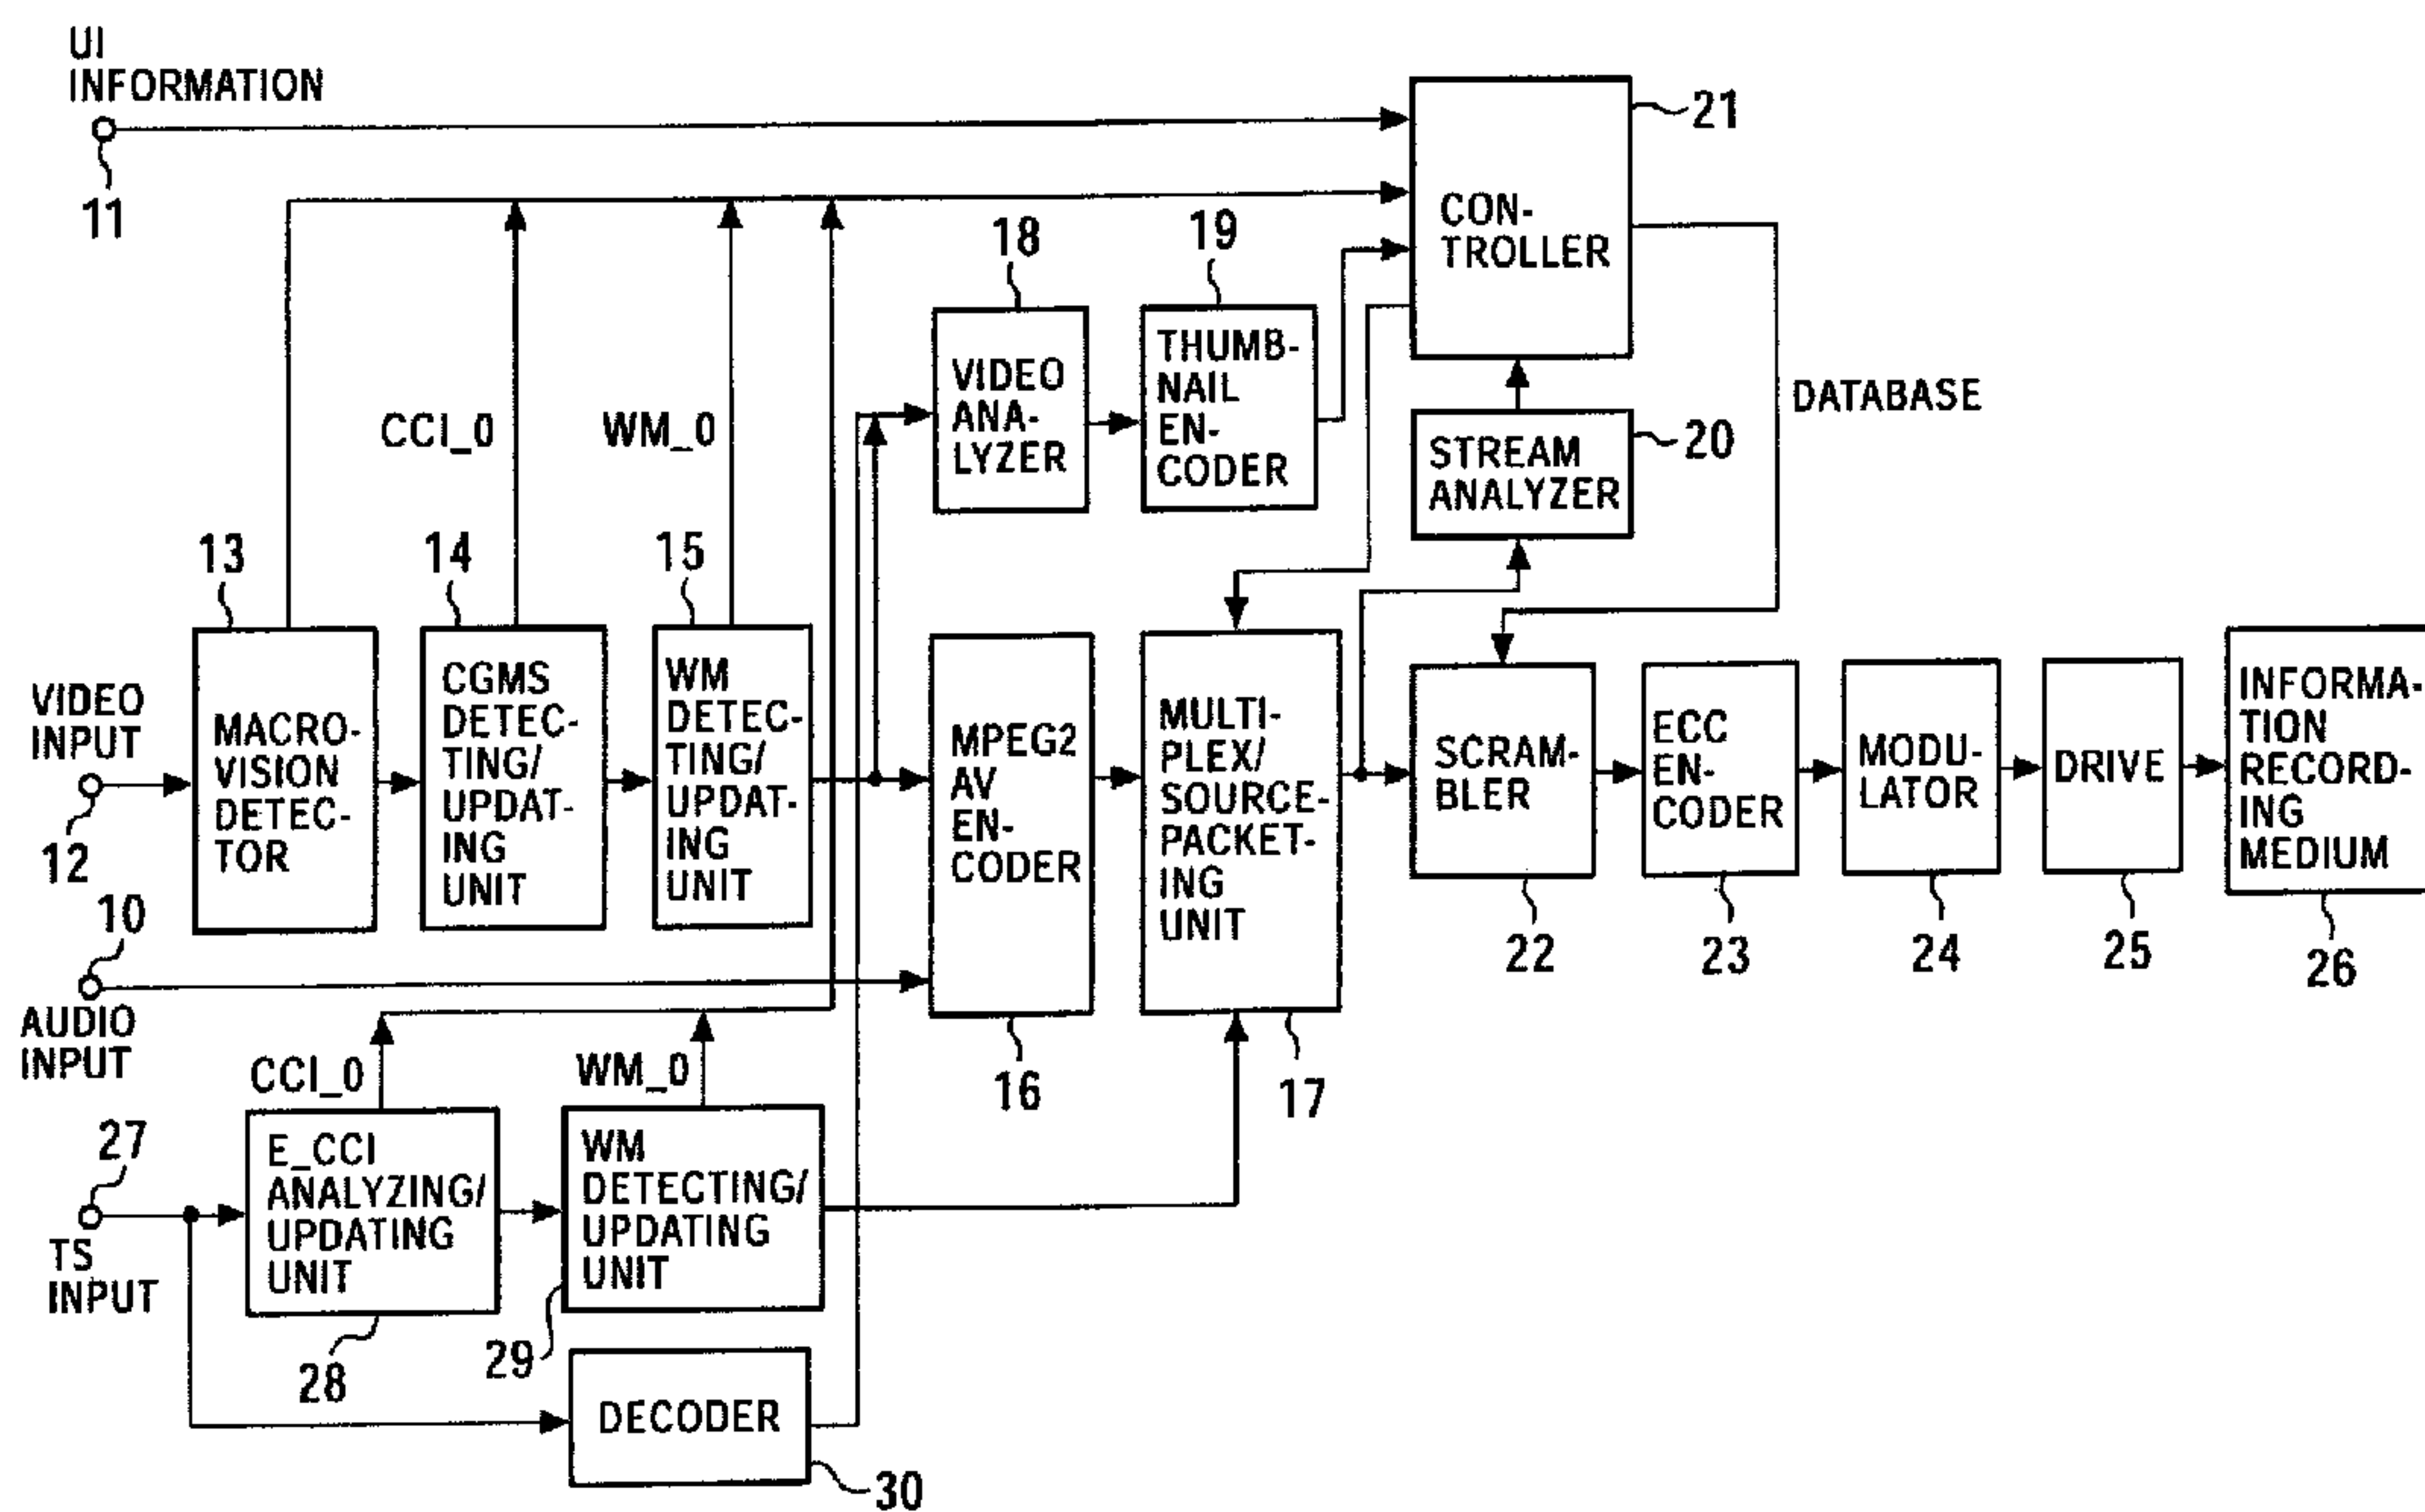 UI
INFORMATION
11
21
CON-
TROLLER
18
19
VIDEO
ANA-
LYZER
THUMB-
NAIL
EN-
CODER
DATABASE
STREAM
ANALYZER
20
CCI_0
WM_0
13
14
15
VIDEO
INPUT
12
MACRO-
VISION
DETEC-
TOR
CGMS
DETEC-
TING/
UPDAT-
ING
UNIT
WM
DETEC-
TING/
UPDAT-
ING
UNIT
MPEG2
AV
EN-
CODER
MULTI-
PLEX/
SOURCE-
PACKET-
ING
UNIT
SCRAM-
BLER
ECC
EN-
CODER
MODU-
LATOR
DRIVE
INFORMA-
TION
RECORD-
ING
MEDIUM
22
23
24
25
26
10
AUDIO
INPUT
16
17
CCI_0
WM_0
27
TS
INPUT
E_CCI
ANALYZING/
UPDATING
UNIT
28
WM
DETECTING/
UPDATING
UNIT
29
DECODER
30